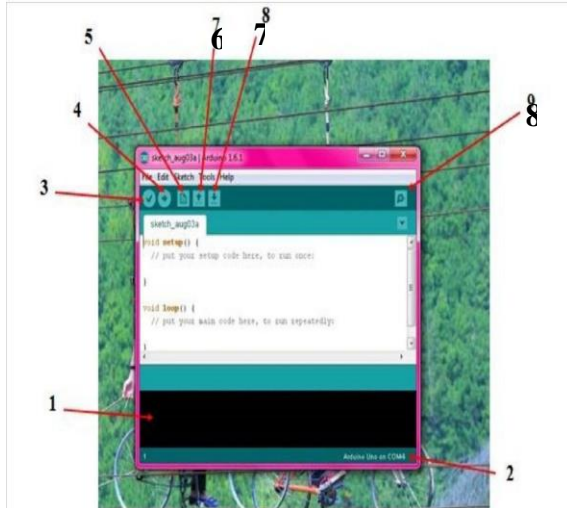 7 8
5 6 7
4 9
8
3
sketch_aug03a | Arduino 1.6.1
File Edit Sketch Tools Help
sketch_aug03a
void setup() {
// put your setup code here, to run once:
}
void loop() {
// put your main code here, to run repeatedly:
}
1
1 Arduino Uno on COM4
2